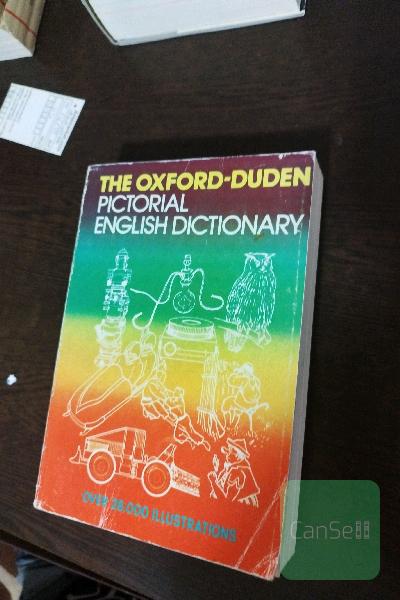 THE OXFORD-DUDEN
PICTORIAL
ENGLISH DICTIONARY
OVER 28,000 ILLUSTRATIONS
CanSell